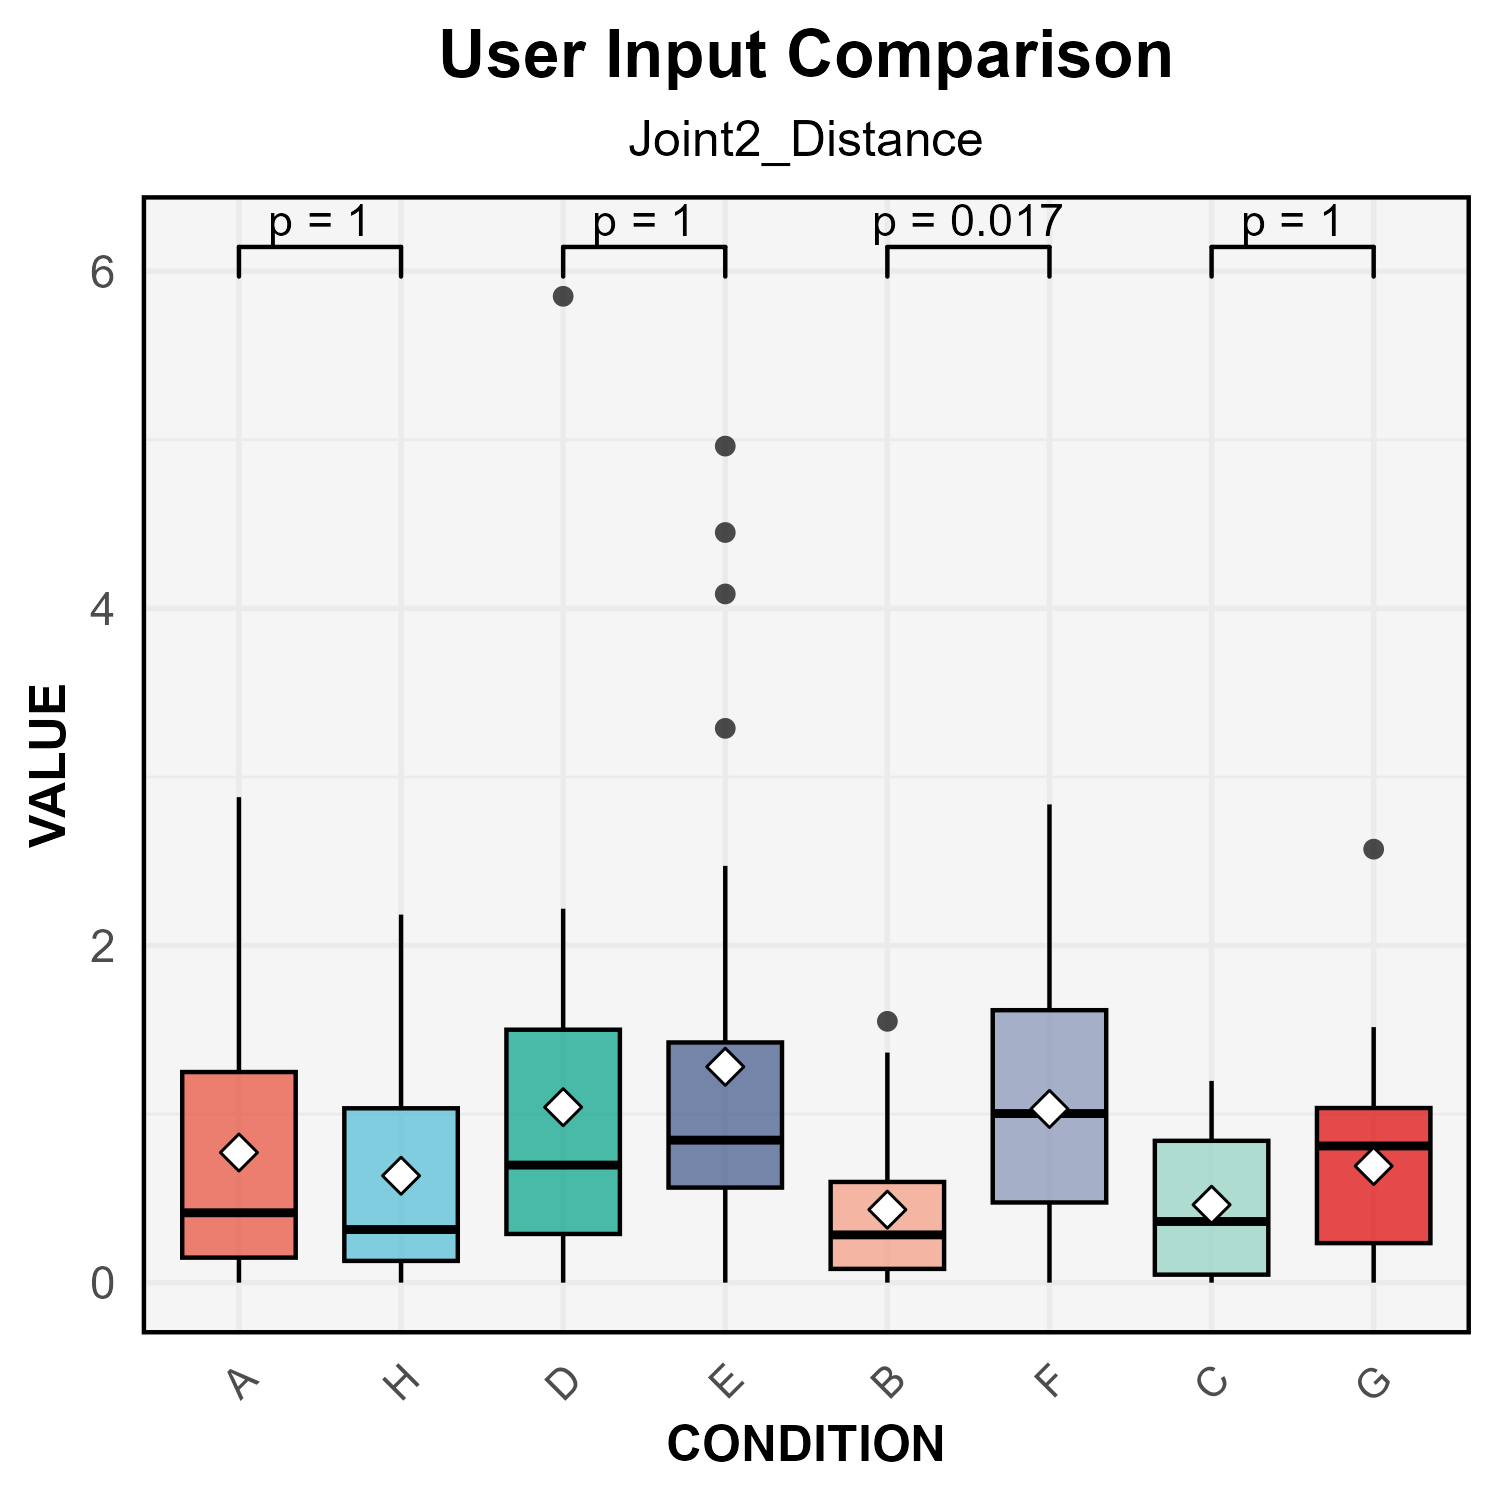 User Input Comparison
Joint2_Distance
p = 1
p = 1
p = 0.017
p = 1
6
4
2
0
VALUE
A
H
D
E
B
F
C
G
CONDITION